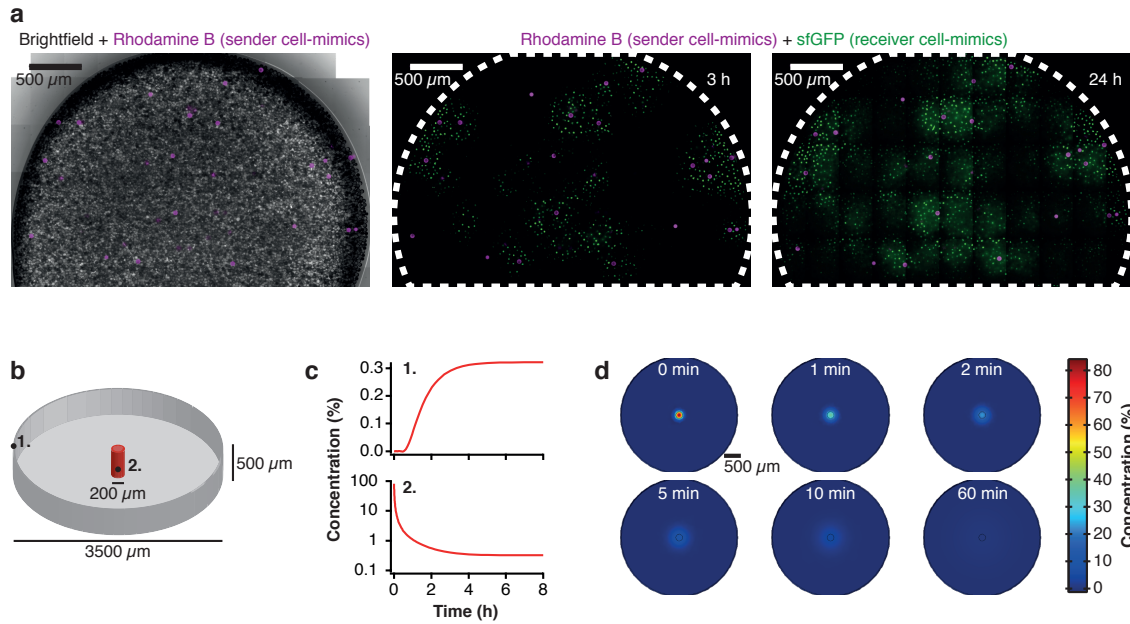 a
Brightfield + Rhodamine B (sender cell-mimics)
Rhodamine B (sender cell-mimics) + sfGFP (receiver cell-mimics)
500 µm
500 µm
3 h
500 µm
24 h
b
1.
2.
200 µm
500 µm
3500 µm
c
Concentration (%)
1.
0.3
0.2
0.1
0.0
2.
100
10
1
0.1
0 2 4 6 8
Time (h)
d
0 min
1 min
2 min
500 µm
5 min
10 min
60 min
80
70
60
50
40
30
20
10
0
Concentration (%)